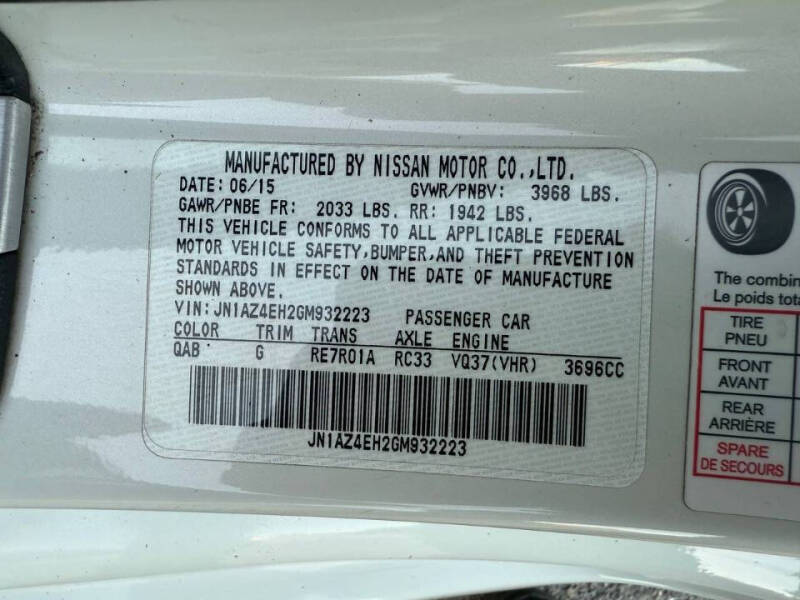 MANUFACTURED BY NISSAN MOTOR CO.,LTD.
DATE: 06/15 GVWR/PNBV: 3968 LBS.
GAWR/PNBE FR: 2033 LBS. RR: 1942 LBS.
THIS VEHICLE CONFORMS TO ALL APPLICABLE FEDERAL
MOTOR VEHICLE SAFETY,BUMPER,AND THEFT PREVENTION
STANDARDS IN EFFECT ON THE DATE OF MANUFACTURE
SHOWN ABOVE.
VIN:JN1AZ4EH2GM932223 PASSENGER CAR
COLOR TRIM TRANS AXLE ENGINE
QAB G RE7R01A RC33 VQ37(VHR) 3696CC
JN1AZ4EH2GM932223
The combin
Le poids tota
TIRE
PNEU
FRONT
AVANT
REAR
ARRIÈRE
SPARE
DE SECOURS